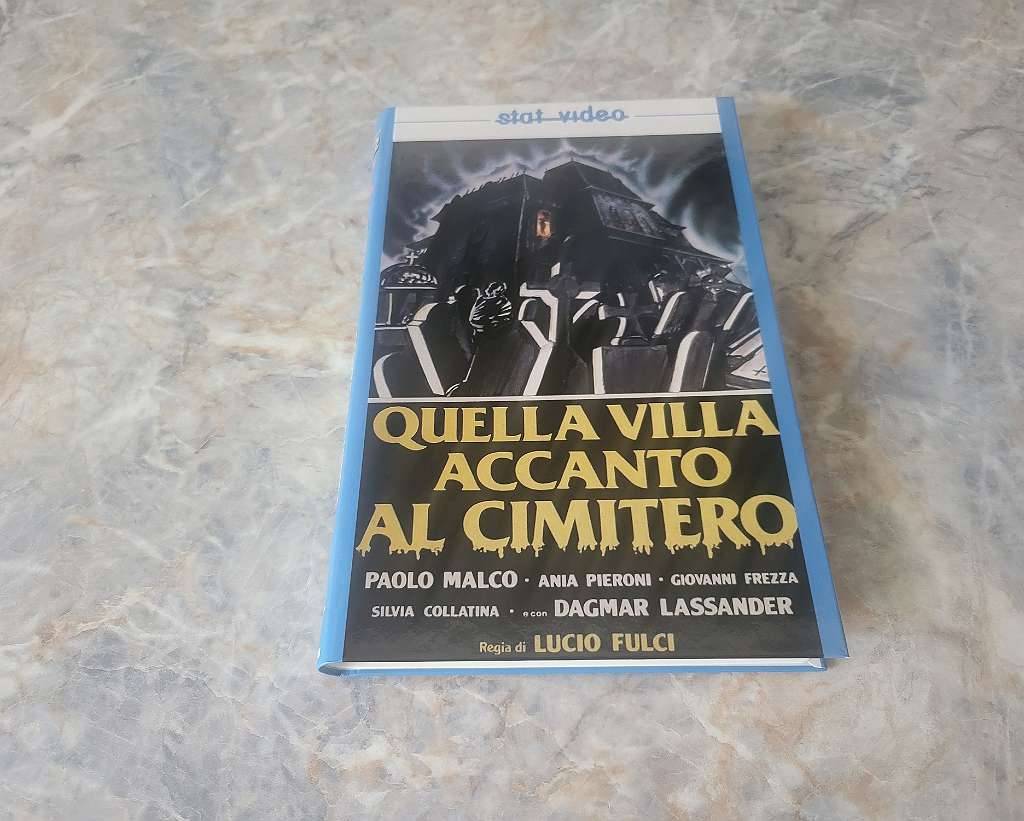 stat video
QUELLA VILLA
ACCANTO
AL CIMITERO
PAOLO MALCO · ANIA PIERONI · GIOVANNI FREZZA
SILVIA COLLATINA · e con DAGMAR LASSANDER
Regia di LUCIO FULCI